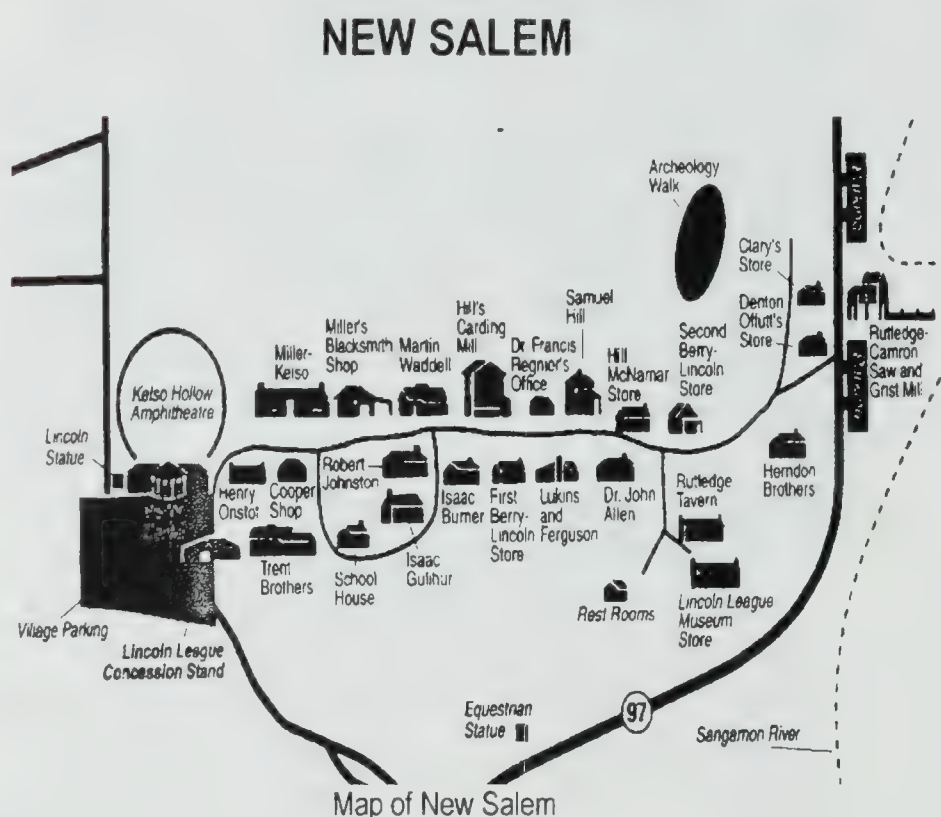 NEW SALEM
Archeology
Walk
Clary's
Store
Denton
Offutt's
Store
Rutledge-
Camron
Saw and
Grist Mill
Samuel
Hill
Hill's
Carding
Mill
Miller's
Blacksmith
Shop
Martin
Waddell
Dr. Francis
Regnier's
Office
Second
Berry-
Lincoln
Store
Miller-
Kelso
Hill
McNamar
Store
Kelso Hollow
Amphitheatre
Lincoln
Statue
Henry
Onstot
Cooper
Shop
Robert
Johnston
Isaac
Burner
First
Berry-
Lincoln
Store
Lukins
and
Ferguson
Dr. John
Allen
Rutledge
Tavern
Herndon
Brothers
Trent
Brothers
School
House
Isaac
Gulihur
Rest Rooms
Lincoln League
Museum
Store
Village Parking
Lincoln League
Concession Stand
Equestrian
Statue
97
Sangamon River
Map of New Salem